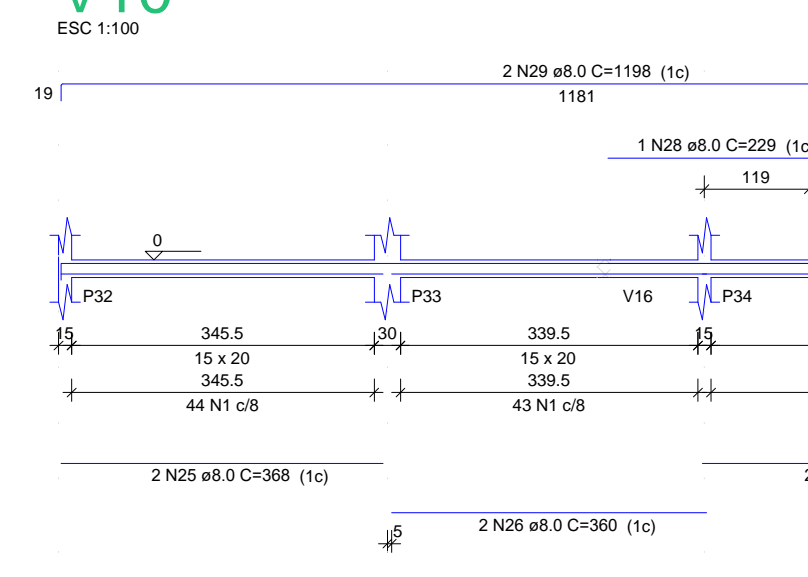 ESC 1:100
2 N29 ø8.0 C=1198 (1c)
19
1181
1 N28 ø8.0 C=229 (1c
119
0
P32
P33
V16
P34
15
345.5
30
339.5
15
15 x 20
15 x 20
345.5
339.5
44 N1 c/8
43 N1 c/8
2 N25 ø8.0 C=368 (1c)
2
2 N26 ø8.0 C=360 (1c)
5